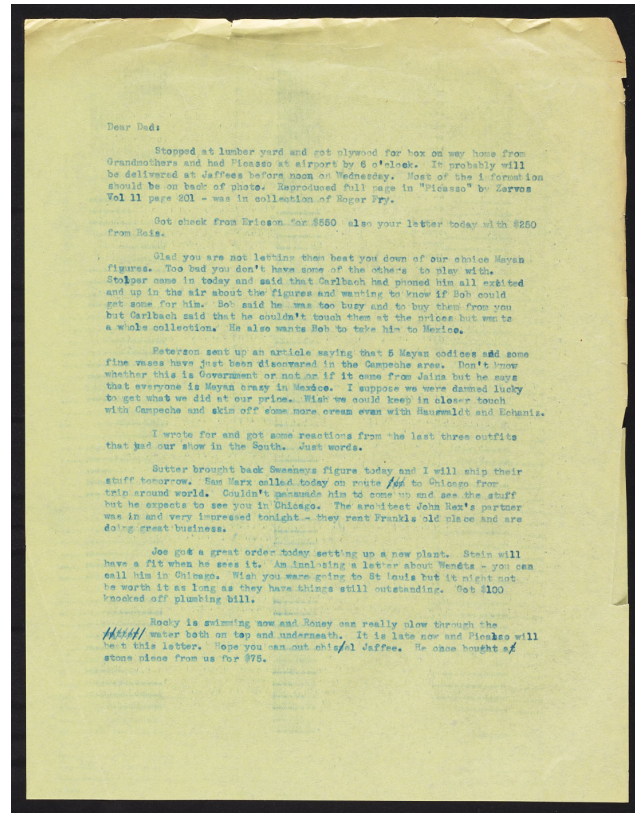 Dear Dad:
Stopped at lumber yard and got plywood for box on way home from
Grandmothers and had Picasso at airport by 6 o'clock. It probably will
be delivered at Jaffees before noon on Wednesday. Most of the information
should be on back of photo. Reproduced full page in "Picasso" by Zervos
Vol 11 page 201 - was in collection of Roger Fry.
Got check from Ericson for $550 also your letter today with $250
from Reis.
Glad you are not letting them beat you down of our choice Mayan
figures. Too bad you don't have some of the others to play with.
Stolper came in today and said that Carlbach had phoned him all excited
and up in the air about the figures and wanting to know if Bob could
get some for him. Bob said he was too busy and to buy them from you
but Carlbach said that he couldn't touch them at the prices but wants
a whole collection. He also wants Bob to take him to Mexico.
Peterson sent up an article saying that 5 Mayan codices and some
fine vases have just been discovered in the Campeche area. Don't know
whether this is Government or not or if it came from Jaina but he says
that everyone is Mayan crazy in Mexico. I suppose we were damned lucky
to get what we did at our price. Wish we could keep in closer touch
with Campeche and skim off some more cream even with Hauswaldt and Echaniz.
I wrote for and got some reactions from the last three outfits
that had our show in the South. Just words.
Sutter brought back Sweeneys figure today and I will ship their
stuff tomorrow. Sam Marx called today on route to Chicago from
trip around world. Couldn't pursuade him to come up and see the stuff
but he expects to see you in Chicago. The architect John Rex's partner
was in and very impressed tonight - they rent Frankls old place and are
doing great business.
Joe got a great order today setting up a new plant. Stein will
have a fit when he sees it. Am inclosing a letter about Wendts - you can
call him in Chicago. Wish you were going to St Louis but it might not
be worth it as long as they have things still outstanding. Got $100
knocked off plumbing bill.
Rocky is swimming now and Ronsy can really plow through the
water both on top and underneath. It is late now and Picasso will
beat this letter. Hope you can out chisel Jaffee. He once bought a
stone piece from us for $75.